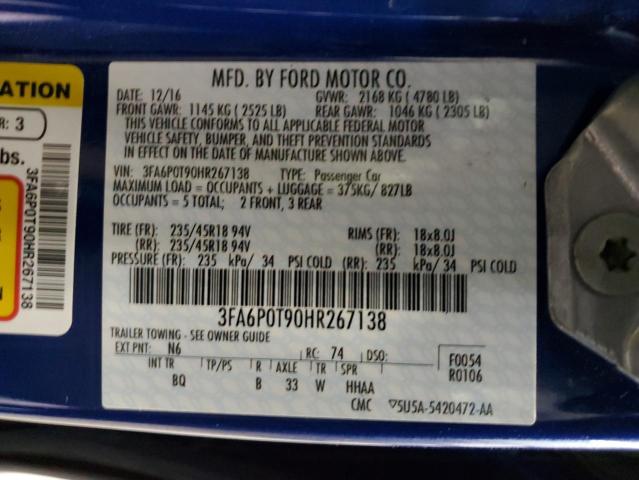 MFD. BY FORD MOTOR CO.
DATE: 12/16 GVWR: 2168 KG ( 4780 LB)
FRONT GAWR: 1145 KG ( 2525 LB) REAR GAWR: 1046 KG ( 2305 LB)
THIS VEHICLE CONFORMS TO ALL APPLICABLE FEDERAL MOTOR
VEHICLE SAFETY, BUMPER, AND THEFT PREVENTION STANDARDS
IN EFFECT ON THE DATE OF MANUFACTURE SHOWN ABOVE.
VIN: 3FA6P0T90HR267138 TYPE: Passenger Car
MAXIMUM LOAD = OCCUPANTS + LUGGAGE = 375KG/ 827LB
OCCUPANTS = 5 TOTAL; 2 FRONT, 3 REAR
TIRE (FR): 235/45R18 94V RIMS (FR): 18x8.0J
(RR): 235/45R18 94V (RR): 18x8.0J
PRESSURE (FR): 235 kPa/ 34 PSI COLD (RR): 235 kPa/ 34 PSI COLD
3FA6P0T90HR267138
TRAILER TOWING - SEE OWNER GUIDE
EXT PNT: N6 RC: 74 DSO: F0054
R0106
INT TR TP/PS R AXLE TR SPR
BQ B 33 W HHAA
CMC 5U5A-5420472-AA
ATION
R: 3
bs.
3FA6P0T90HR267138